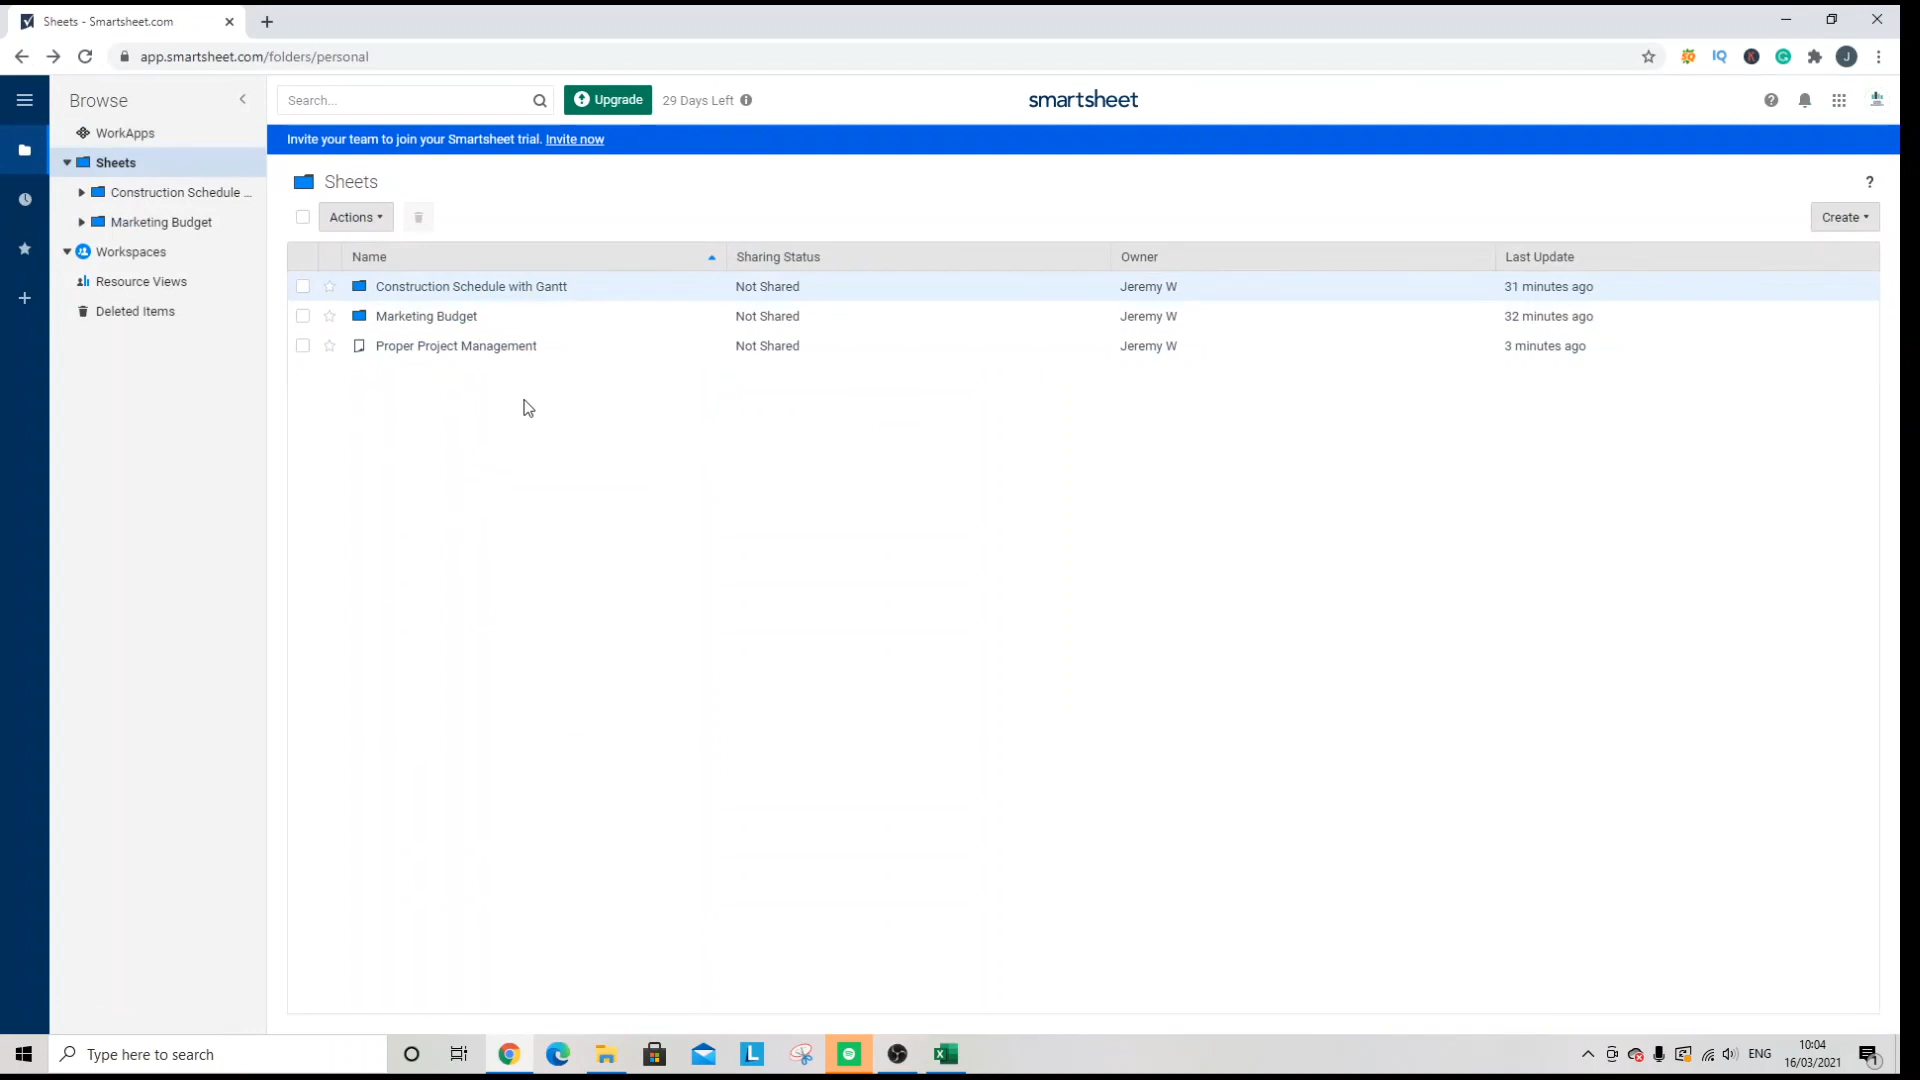 Sheets - Smartsheet.com
app.smartsheet.com/folders/personal
IQ
K
J
Browse
Search...
Upgrade
29 Days Left
smartsheet
WorkApps
Invite your team to join your Smartsheet trial. Invite now
Sheets
Construction Schedule ...
Marketing Budget
Workspaces
Resource Views
Deleted Items
Sheets
?
Actions
Create
Name Sharing Status Owner Last Update
Construction Schedule with Gantt Not Shared Jeremy W 31 minutes ago
Marketing Budget Not Shared Jeremy W 32 minutes ago
Proper Project Management Not Shared Jeremy W 3 minutes ago
Type here to search
L
ENG
10:04
16/03/2021
1